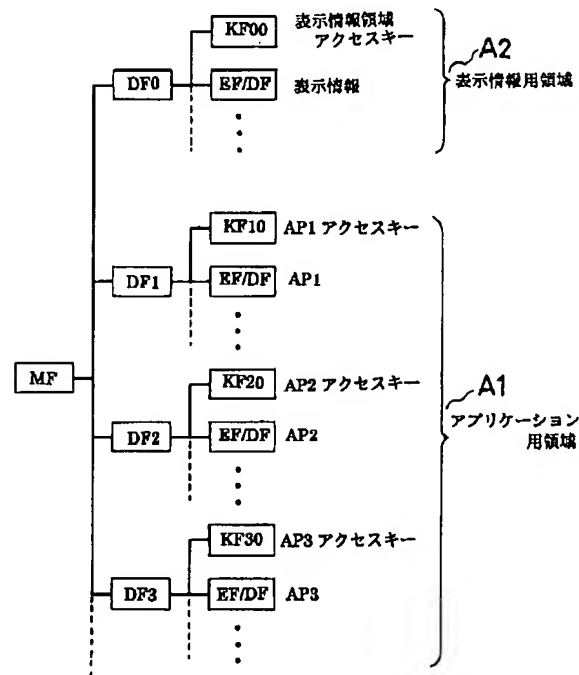 KF00
表示情報領域
アクセスキー
A2
DF0
EF/DF
表示情報
表示情報用領域
KF10
AP1 アクセスキー
DF1
EF/DF
AP1
MF
KF20
AP2 アクセスキー
A1
アプリケーション
用領域
DF2
EF/DF
AP2
KF30
AP3 アクセスキー
DF3
EF/DF
AP3